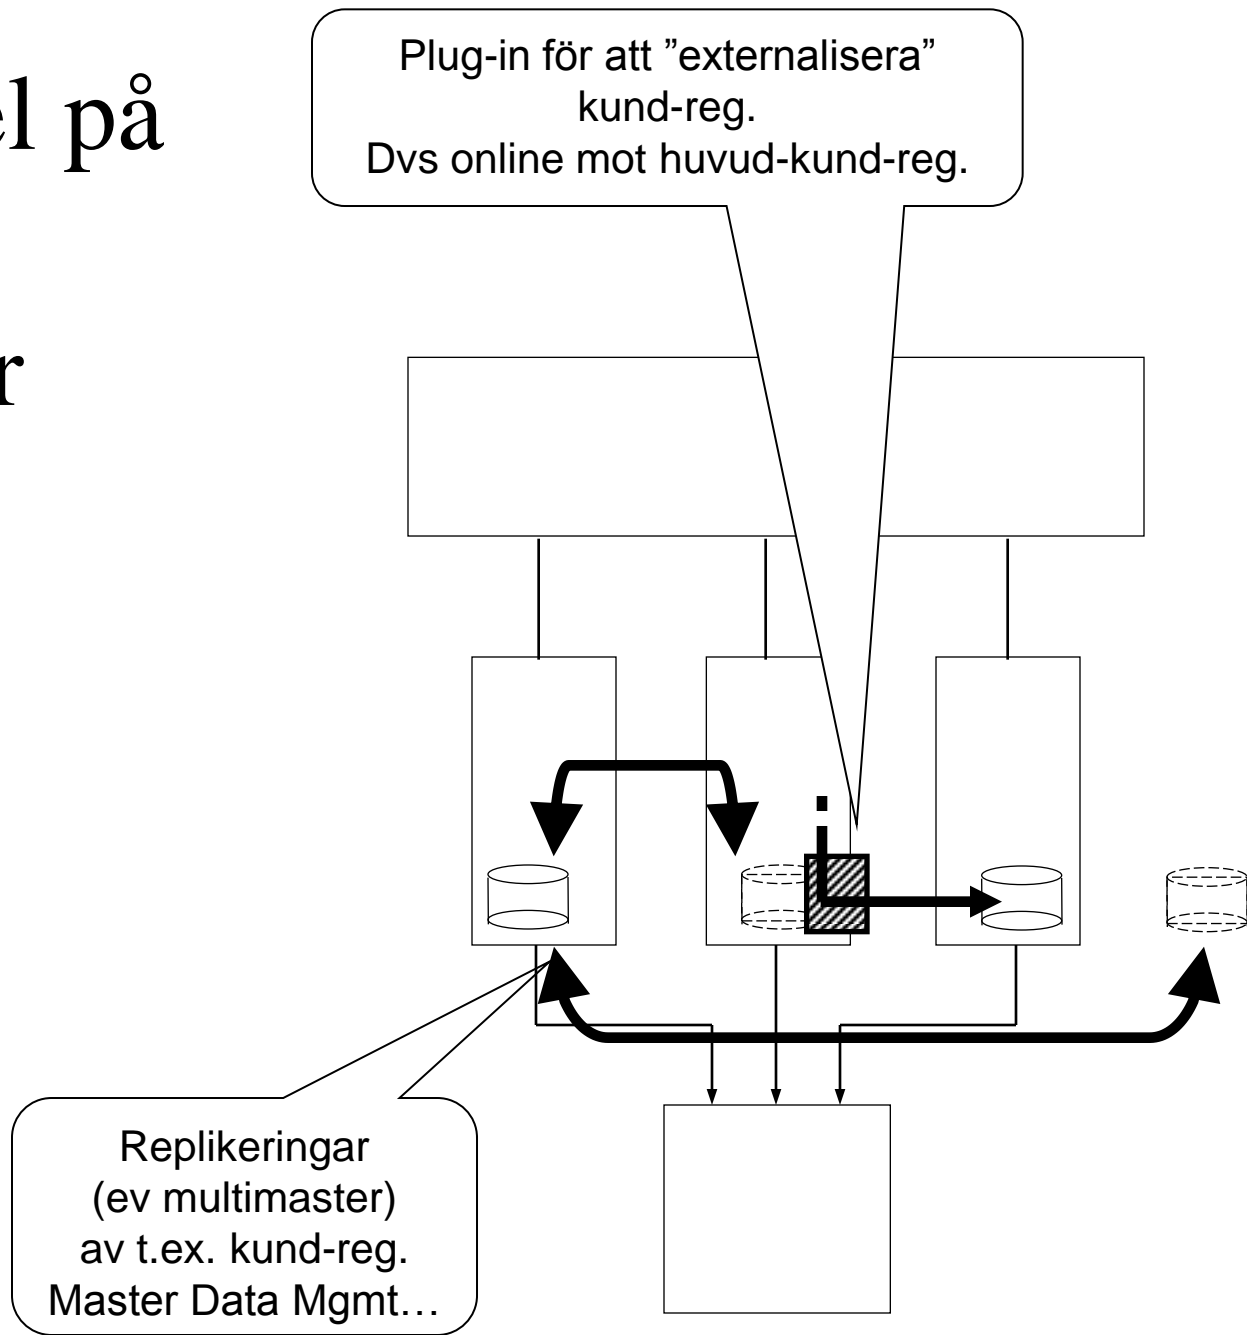 på
Plug-in för att ”externalisera”
kund-reg.
Dvs online mot huvud-kund-reg.
Replikeringar
(ev multimaster)
av t.ex. kund-reg.
Master Data Mgmt…